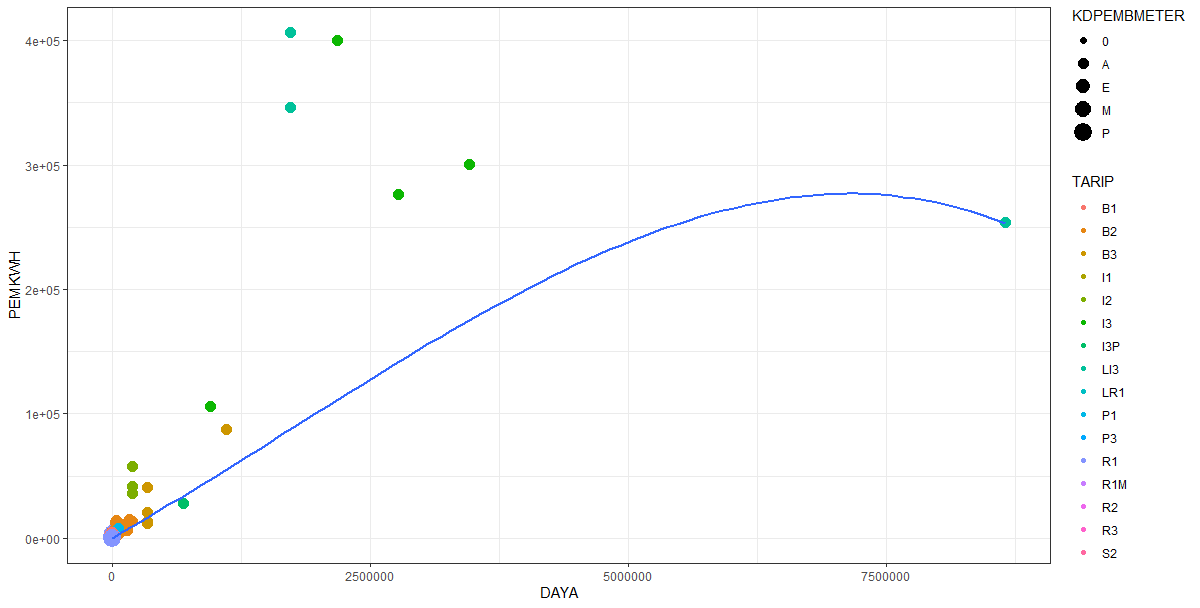 4e+05
3e+05
2e+05
1e+05
0e+00
PEMKWH
0
2500000
5000000
7500000
DAYA
KDPEMBMETER
0
A
E
M
P
TARIP
B1
B2
B3
I1
I2
I3
I3P
LI3
LR1
P1
P3
R1
R1M
R2
R3
S2